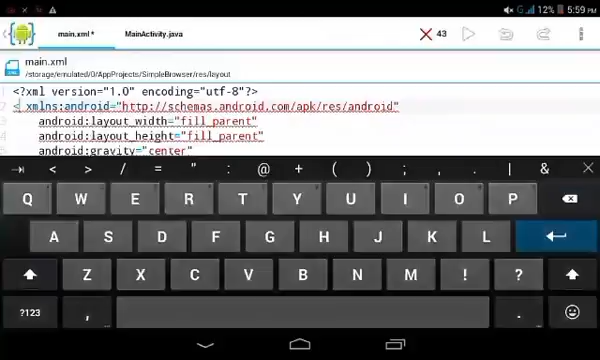 12% 5:59 PM
main.xml * MainActivity.java 43
main.xml
/storage/emulated/0/AppProjects/SimpleBrowser/res/layout
<?xml version="1.0" encoding="utf-8"?>
< xmlns:android="http://schemas.android.com/apk/res/android"
android:layout_width="fill_parent"
android:layout_height="fill_parent"
android:gravity="center"
< > / = " : @ + ( ) ; , . | &
Q W E R T Y U I O P
A S D F G H J K L
Z X C V B N M ! ?
?123 , .